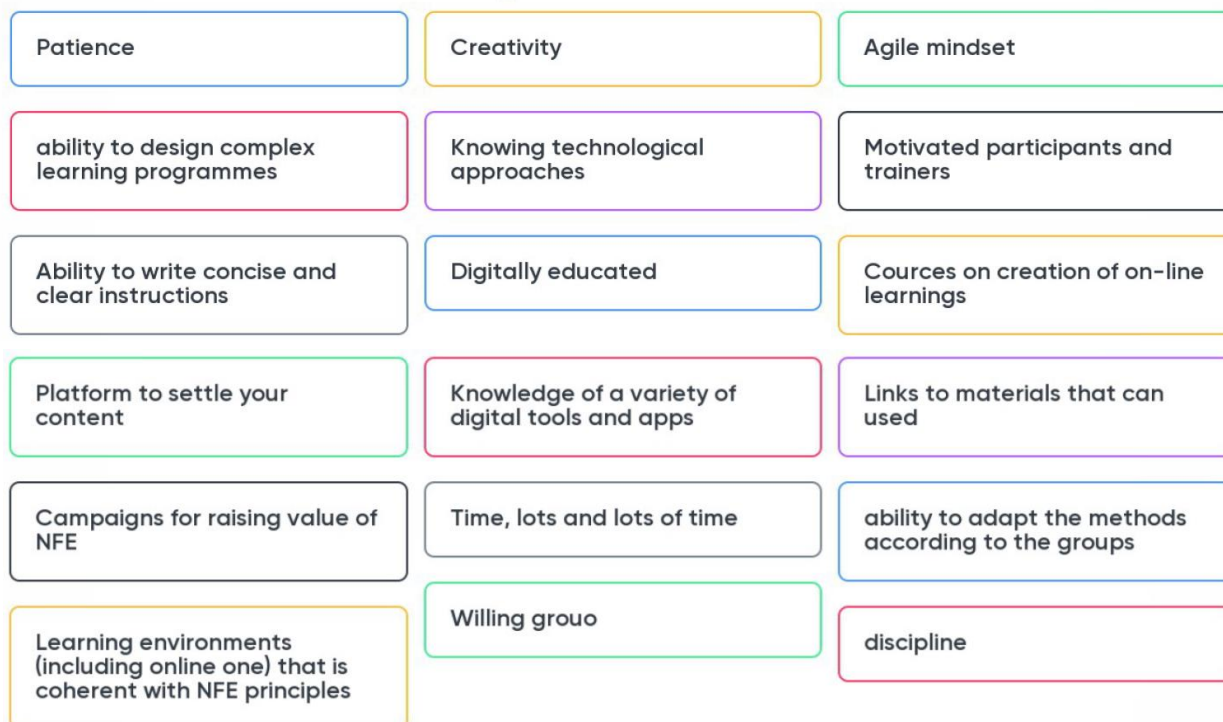 Patience
Creativity
Agile mindset
ability to design complex
learning programmes
Knowing technological
approaches
Motivated participants and
trainers
Ability to write concise and
clear instructions
Digitally educated
Cources on creation of on-line
learnings
Platform to settle your
content
Knowledge of a variety of
digital tools and apps
Links to materials that can
used
Campaigns for raising value of
NFE
Time, lots and lots of time
ability to adapt the methods
according to the groups
Learning environments
(including online one) that is
coherent with NFE principles
Willing grouo
discipline